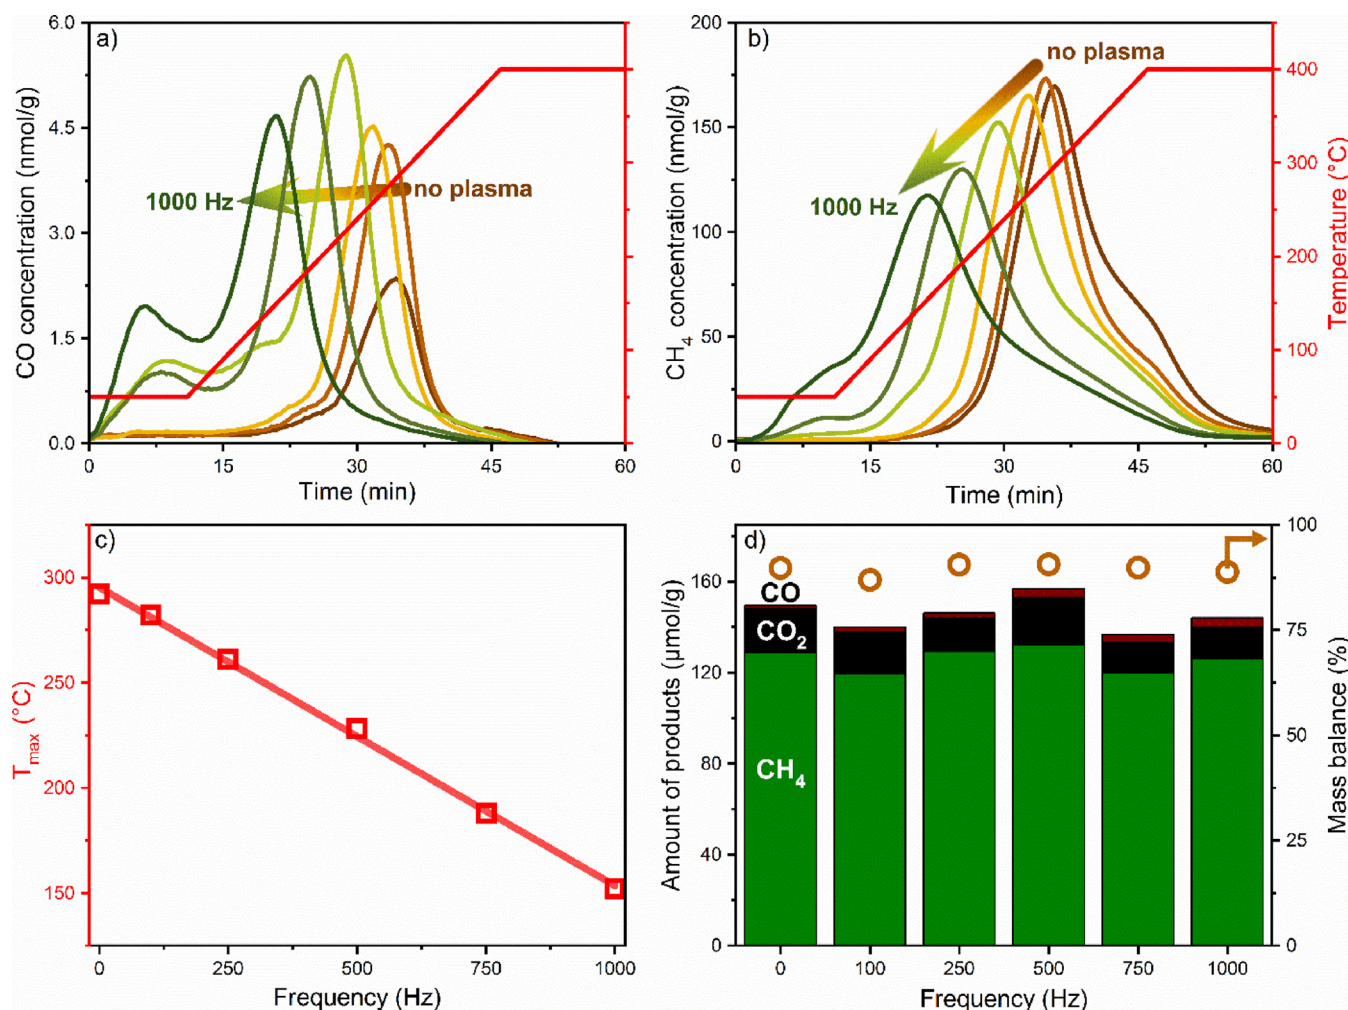 a)
CO concentration (nmol/g)
6.0
4.5
3.0
1.5
0.0
1000 Hz
no plasma
0 15 30 45 60
Time (min)
b)
CH4 concentration (nmol/g)
200
150
100
50
0
no plasma
1000 Hz
400
300
200
100
0
Temperature (°C)
0 15 30 45 60
Time (min)
c)
Tmax (°C)
300
250
200
150
0 250 500 750 1000
Frequency (Hz)
d)
Amount of products (µmol/g)
160
120
80
40
0
CO
CO2
CH4
100
75
50
25
0
Mass balance (%)
0 100 250 500 750 1000
Frequency (Hz)